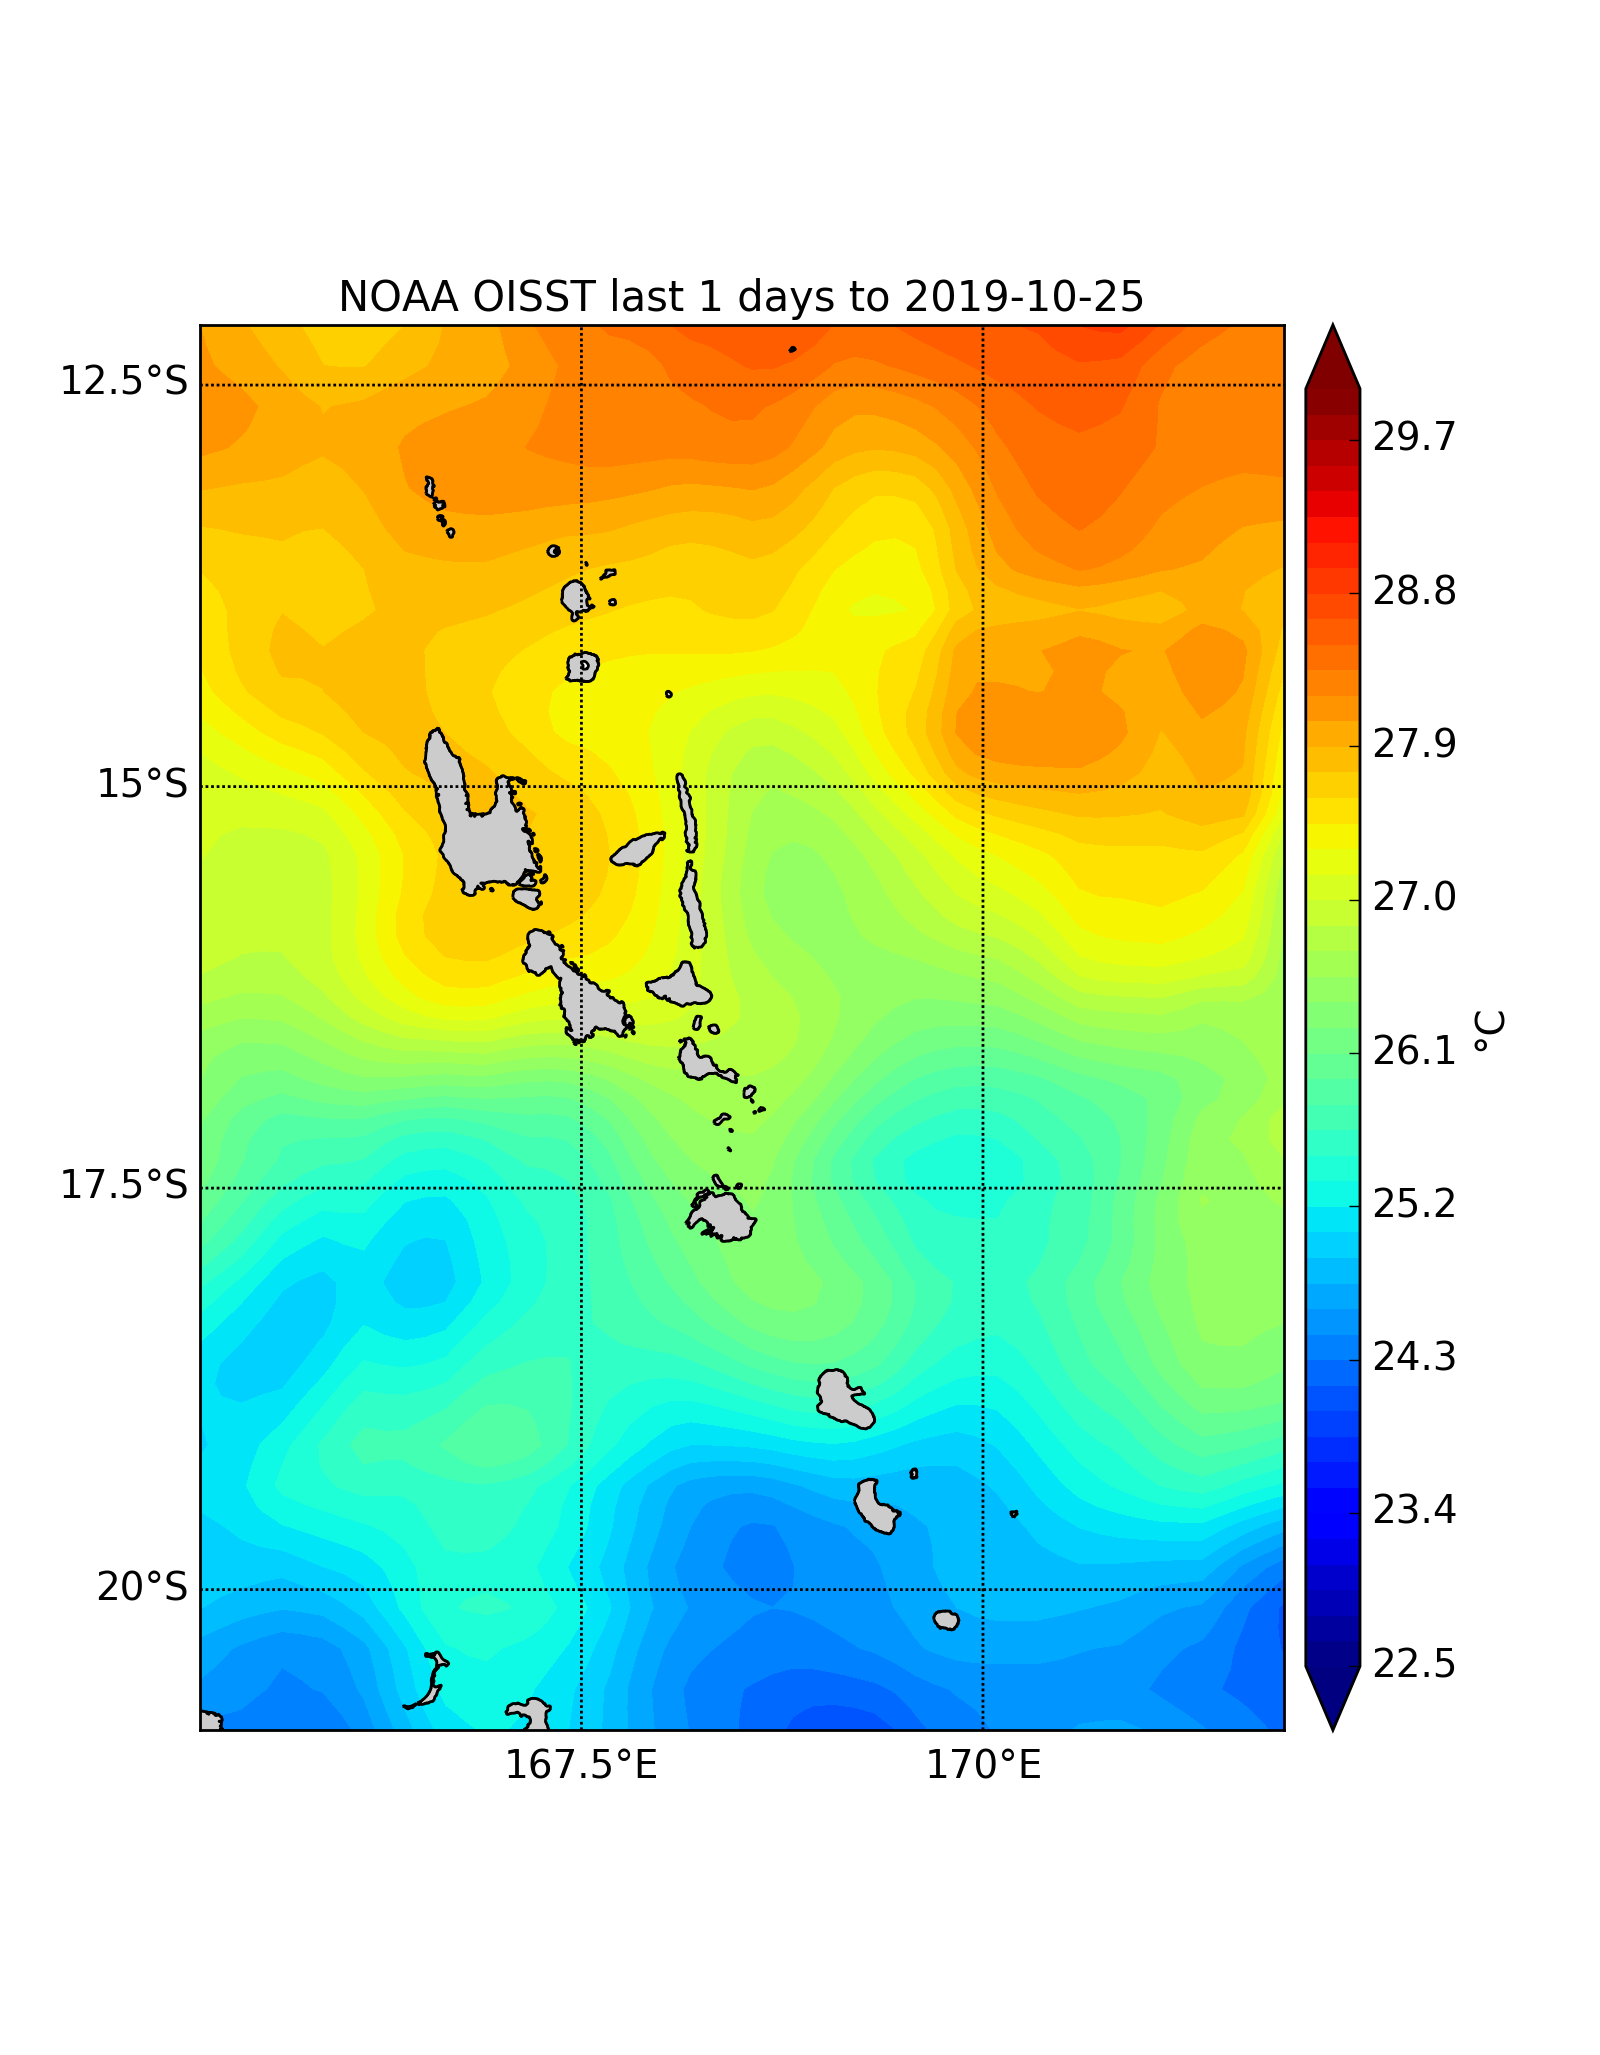 NOAA OISST last 1 days to 2019-10-25
12.5°S
15°S
17.5°S
20°S
167.5°E
170°E
29.7
28.8
27.9
27.0
26.1
25.2
24.3
23.4
22.5
°C